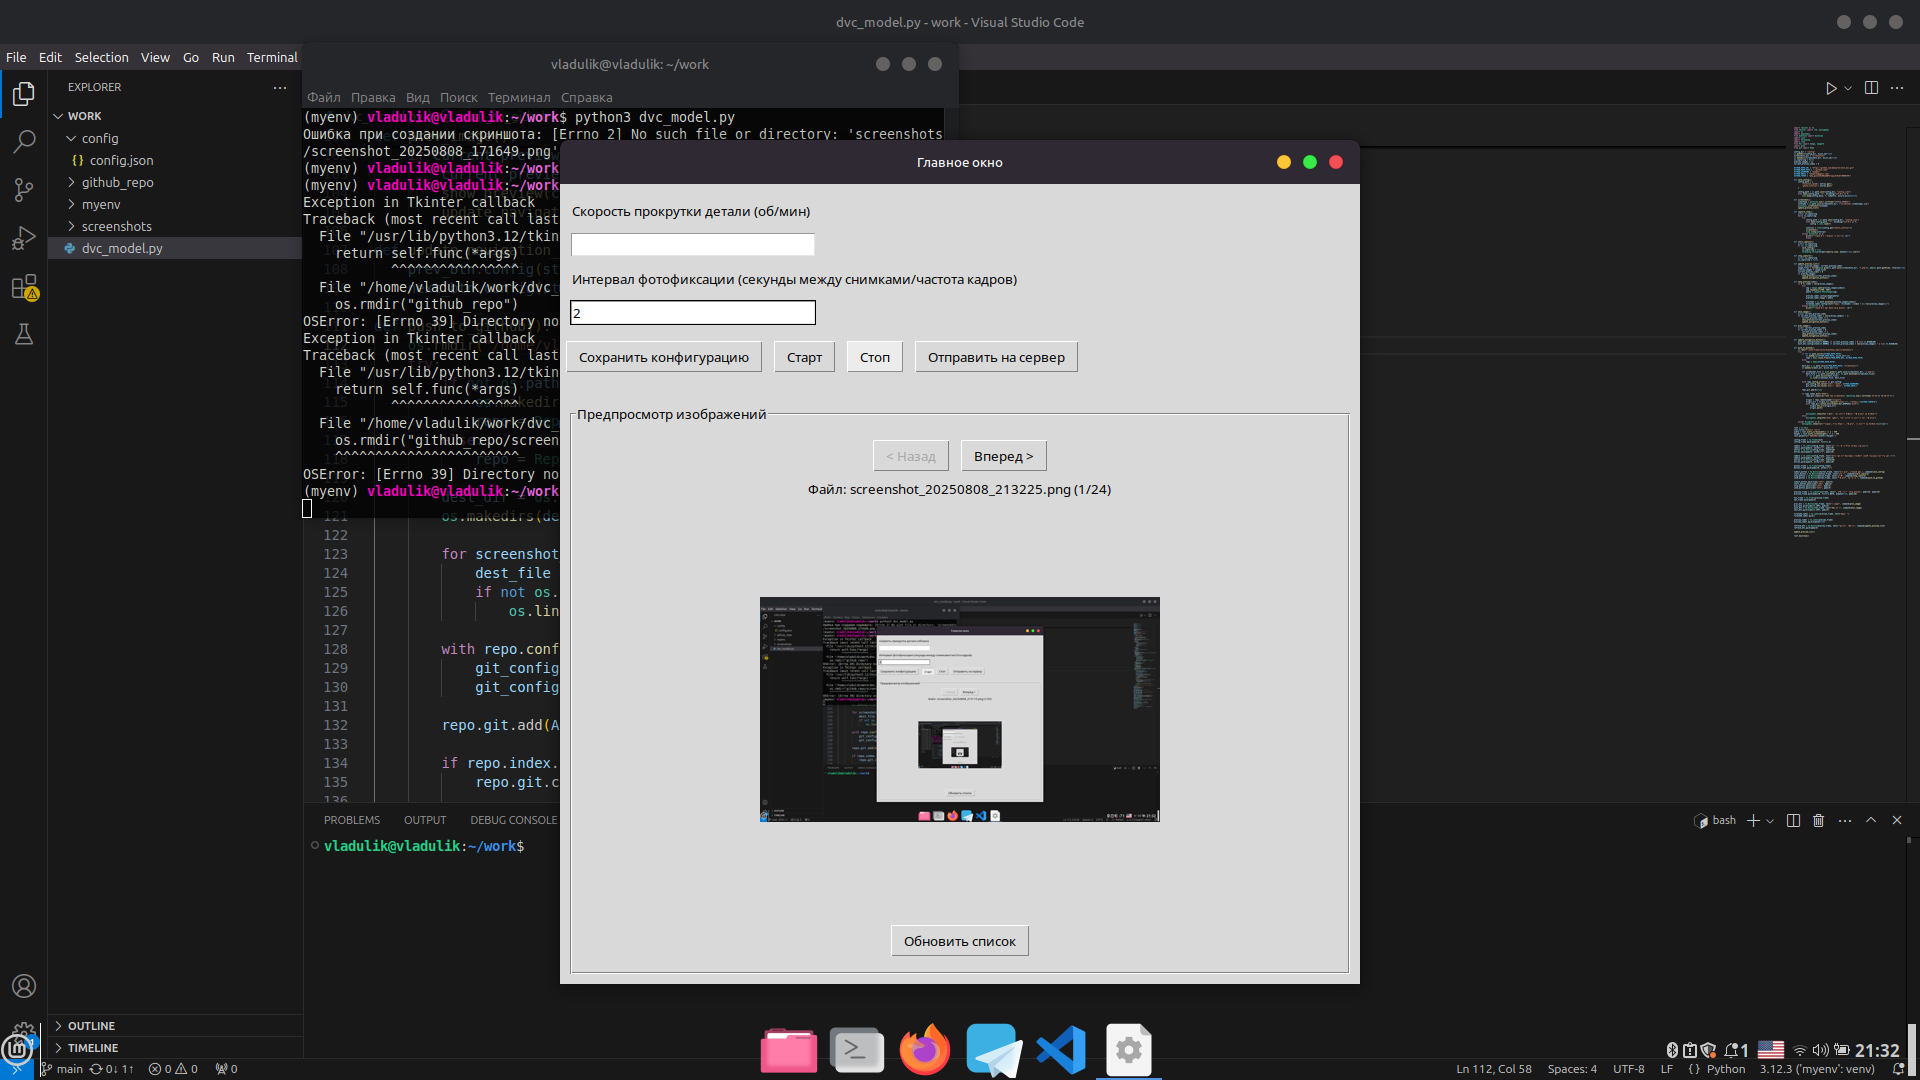 dvc_model.py - work - Visual Studio Code
File Edit Selection View Go Run Terminal
EXPLORER
WORK
config
{} config.json
github_repo
myenv
screenshots
dvc_model.py
OUTLINE
TIMELINE
vladulik@vladulik: ~/work
Файл Правка Вид Поиск Терминал Справка
(myenv) vladulik@vladulik:~/work$ python3 dvc_model.py
Ошибка при создании скриншота: [Errno 2] No such file or directory: 'screenshots
/screenshot_20250808_171649.png'
(myenv) vladulik@vladulik:~/work
(myenv) vladulik@vladulik:~/work
Exception in Tkinter callback
Traceback (most recent call last
File "/usr/lib/python3.12/tkin
return self.func(*args)
^^^^^^^^^^^^^^^^
File "/home/vladulik/work/dvc_
os.rmdir("github_repo")
OSError: [Errno 39] Directory no
Exception in Tkinter callback
Traceback (most recent call last
File "/usr/lib/python3.12/tkin
return self.func(*args)
^^^^^^^^^^^^^^^^
File "/home/vladulik/work/dvc_
os.rmdir("github_repo/screen
^^^^^^^^^^^^^^^^^^^^^^^
OSError: [Errno 39] Directory no
(myenv) vladulik@vladulik:~/work
121 os.makedirs(de
122
123 for screenshot
124 dest_file
125 if not os.
126 os.lin
127
128 with repo.conf
129 git_config
130 git_config
131
132 repo.git.add(A
133
134 if repo.index.
135 repo.git.c
136
Главное окно
Скорость прокрутки детали (об/мин)
Интервал фотофиксации (секунды между снимками/частота кадров)
2
Сохранить конфигурацию Старт Стоп Отправить на сервер
Предпросмотр изображений
< Назад Вперед >
Файл: screenshot_20250808_213225.png (1/24)
Обновить список
PROBLEMS OUTPUT DEBUG CONSOLE
bash
vladulik@vladulik:~/work$
1 21:32
main 0↓ 1↑ 0 0 0
Ln 112, Col 58 Spaces: 4 UTF-8 LF {} Python 3.12.3 ('myenv': venv)